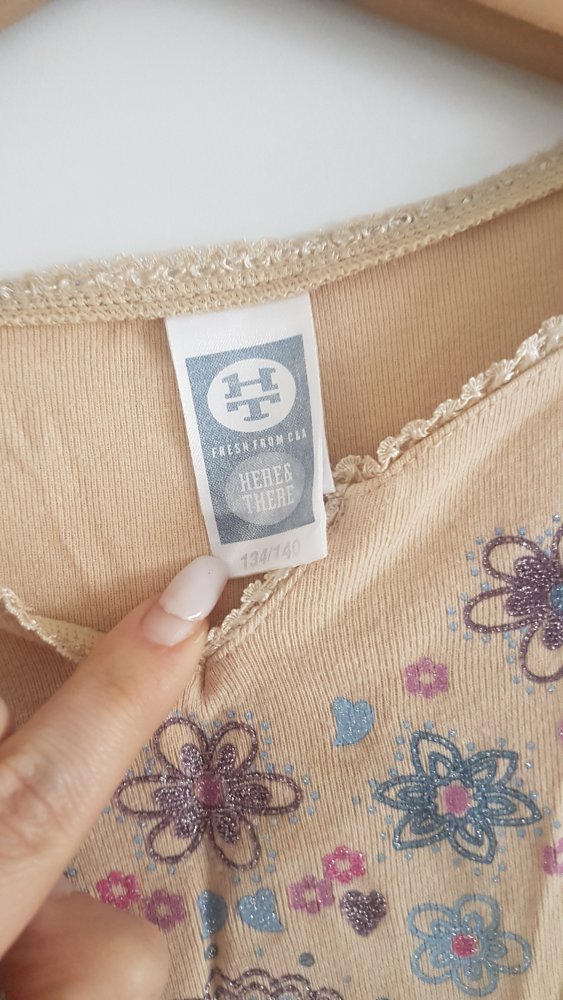 HT
FRESH FROM C&A
HERE&
THERE
134/140